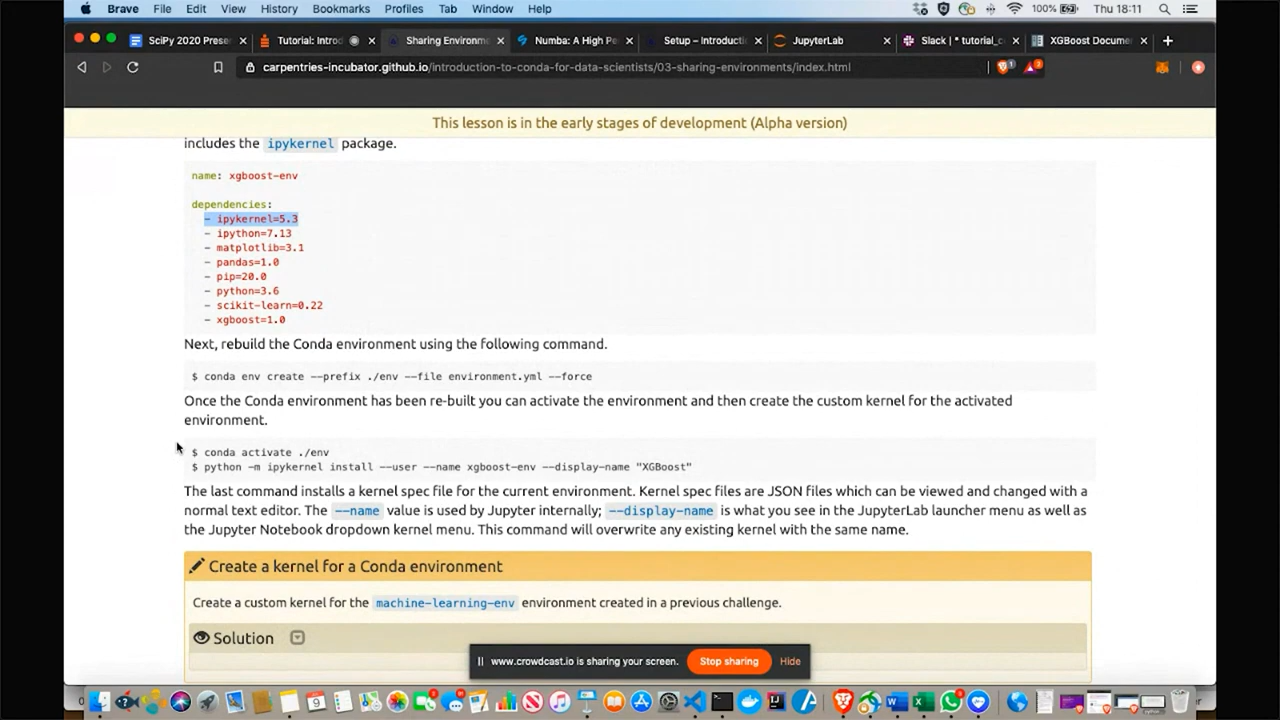 Brave File Edit View History Bookmarks Profiles Tab Window Help 100% Thu 18:11
SciPy 2020 Prese Tutorial: Introd Sharing Environme Numba: A High P Setup – Introducti JupyterLab Slack | * tutorial_c XGBoost Docume
carpentries-incubator.github.io/introduction-to-conda-for-data-scientists/03-sharing-environments/index.html
This lesson is in the early stages of development (Alpha version)
includes the ipykernel package.
name: xgboost-env
dependencies:
- ipykernel=5.3
- ipython=7.13
- matplotlib=3.1
- pandas=1.0
- pip=20.0
- python=3.6
- scikit-learn=0.22
- xgboost=1.0
Next, rebuild the Conda environment using the following command.
$ conda env create --prefix ./env --file environment.yml --force
Once the Conda environment has been re-built you can activate the environment and then create the custom kernel for the activated
environment.
$ conda activate ./env
$ python -m ipykernel install --user --name xgboost-env --display-name "XGBoost"
The last command installs a kernel spec file for the current environment. Kernel spec files are JSON files which can be viewed and changed with a
normal text editor. The --name value is used by Jupyter internally; --display-name is what you see in the JupyterLab launcher menu as well as
the Jupyter Notebook dropdown kernel menu. This command will overwrite any existing kernel with the same name.
Create a kernel for a Conda environment
Create a custom kernel for the machine-learning-env environment created in a previous challenge.
Solution
www.crowdcast.io is sharing your screen. Stop sharing Hide